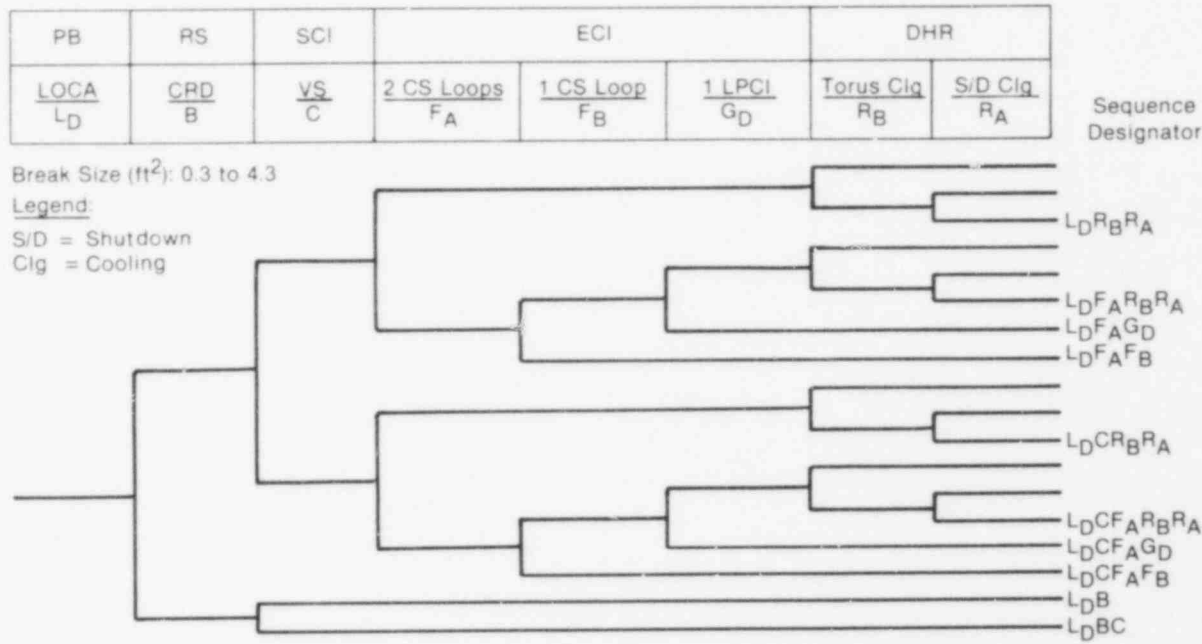 PB RS SCI ECI DHR
LOCA CRD VS 2 CS Loops 1 CS Loop 1 LPCI Torus Clg S/D Clg
L_D B C F_A F_B G_D R_B R_A
Sequence
Designator
Break Size (ft²): 0.3 to 4.3
Legend:
S/D = Shutdown
Clg = Cooling
L_DR_BR_A
L_DF_AR_BR_A
L_DF_AG_D
L_DF_AF_B
L_DCR_BR_A
L_DCF_AR_BR_A
L_DCF_AG_D
L_DCF_AF_B
L_DB
L_DBC